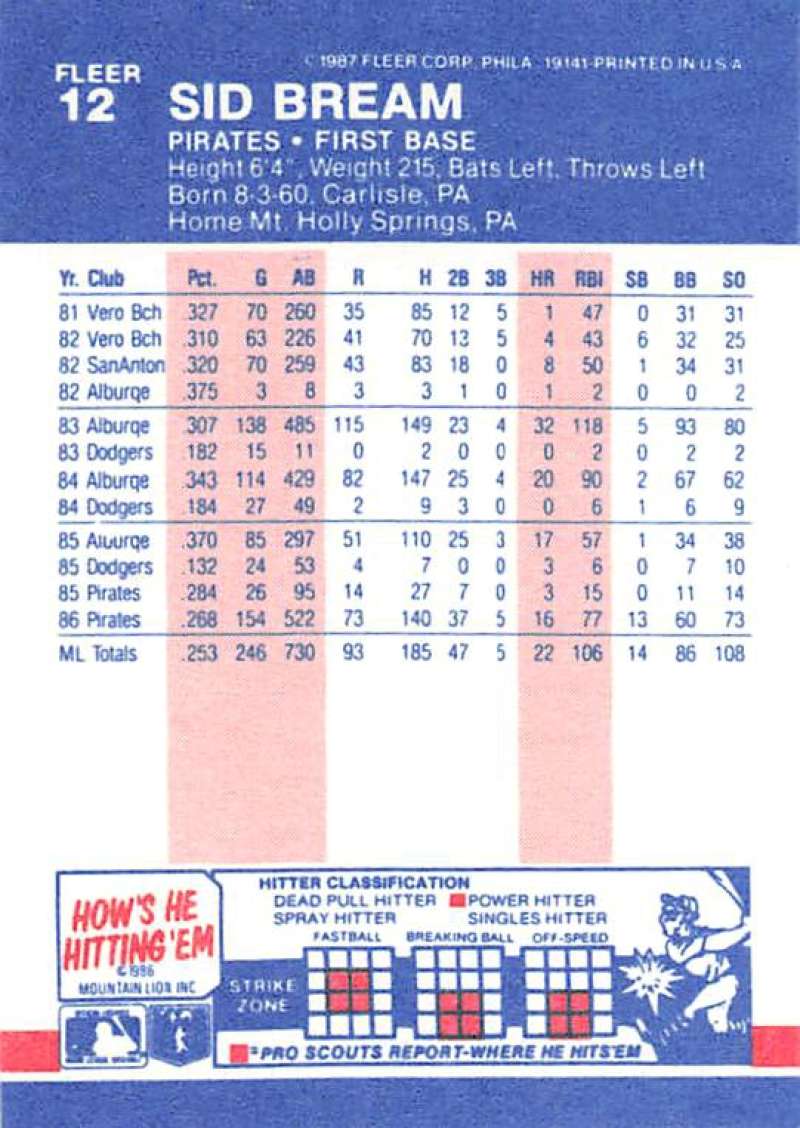 © 1987 FLEER CORP. PHILA. 19141-PRINTED IN U.S.A.
FLEER
12
SID BREAM
PIRATES • FIRST BASE
Height 6'4", Weight 215, Bats Left, Throws Left
Born 8-3-60, Carlisle, PA
Home Mt. Holly Springs, PA
Yr. Club Pct. G AB R H 2B 3B HR RBI SB BB SO
81 Vero Bch .327 70 260 35 85 12 5 1 47 0 31 31
82 Vero Bch .310 63 226 41 70 13 5 4 43 6 32 25
82 SanAnton .320 70 259 43 83 18 0 8 50 1 34 31
82 Alburqe .375 3 8 3 3 1 0 1 2 0 0 2
83 Alburqe .307 138 485 115 149 23 4 32 118 5 93 80
83 Dodgers .182 15 11 0 2 0 0 0 2 0 2 2
84 Alburqe .343 114 429 82 147 25 4 20 90 2 67 62
84 Dodgers .184 27 49 2 9 3 0 0 6 1 6 9
85 Alburqe .370 85 297 51 110 25 3 17 57 1 34 38
85 Dodgers .132 24 53 4 7 0 0 3 6 0 7 10
85 Pirates .284 26 95 14 27 7 0 3 15 0 11 14
86 Pirates .268 154 522 73 140 37 5 16 77 13 60 73
ML Totals .253 246 730 93 185 47 5 22 106 14 86 108
HOW'S HE
HITTING 'EM
© 1986
MOUNTAIN LION INC
HITTER CLASSIFICATION
DEAD PULL HITTER POWER HITTER
SPRAY HITTER SINGLES HITTER
FASTBALL BREAKING BALL OFF-SPEED
STRIKE
ZONE
=PRO SCOUTS REPORT-WHERE HE HITS 'EM